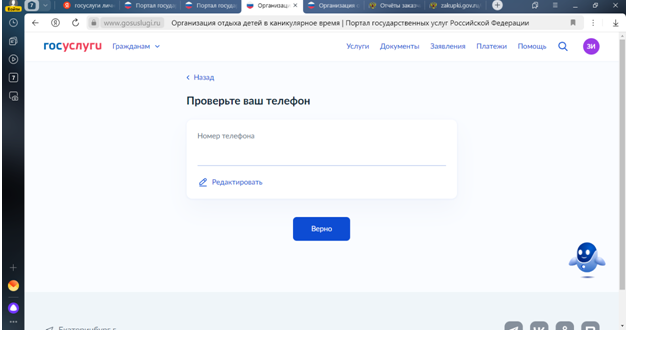 госуслуги личн
Портал госуда
Портал госуда
Организаци
Организация о
Отчёты заказч
zakupki.gov.ru/
www.gosuslugi.ru Организация отдыха детей в каникулярное время | Портал государственных услуг Российской Федерации
госуслуги Гражданам Услуги Документы Заявления Платежи Помощь ЗИ
Назад
Проверьте ваш телефон
Номер телефона
Редактировать
Верно
Екатеринбург г